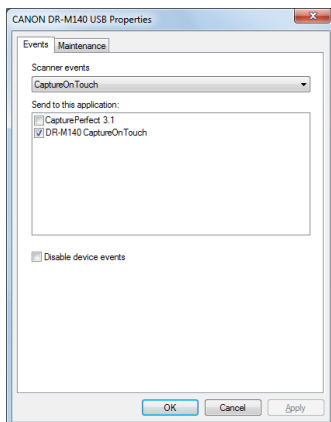 CANON DR-M140 USB Properties
Events Maintenance
Scanner events
CaptureOnTouch
Send to this application:
CapturePerfect 3.1
DR-M140 CaptureOnTouch
Disable device events
OK Cancel Apply